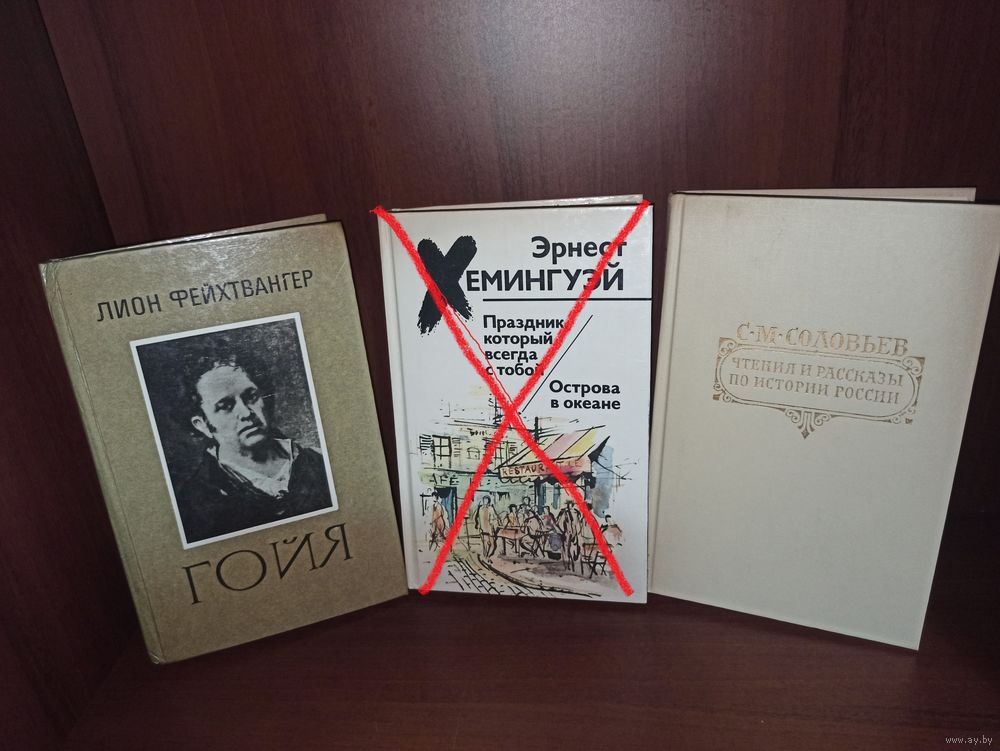 ЛИОН ФЕЙХТВАНГЕР
ГОЙЯ
Эрнест
ХЕМИНГУЭЙ
Праздник,
который
всегда
с тобой
Острова
в океане
RESTAURANT
CAFÉ
С·М·СОЛОВЬЕВ
ЧТЕНИЯ И РАССКАЗЫ
ПО ИСТОРИИ РОССИИ
www.ay.by